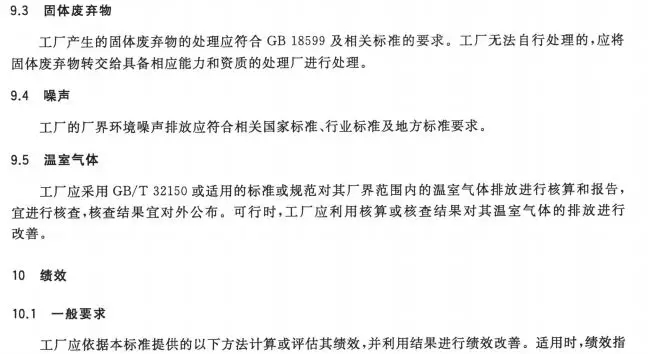 9.3 固体废弃物
工厂产生的固体废弃物的处理应符合 GB 18599 及相关标准的要求。工厂无法自行处理的,应将
固体废弃物转交给具备相应能力和资质的处理厂进行处理。
9.4 噪声
工厂的厂界环境噪声排放应符合相关国家标准、行业标准及地方标准要求。
9.5 温室气体
工厂应采用 GB/T 32150 或适用的标准或规范对其厂界范围内的温室气体排放进行核算和报告,
宜进行核查,核查结果宜对外公布。可行时,工厂应利用核算或核查结果对其温室气体的排放进行
改善。
10 绩效
10.1 一般要求
工厂应依据本标准提供的以下方法计算或评估其绩效,并利用结果进行绩效改善。适用时,绩效指